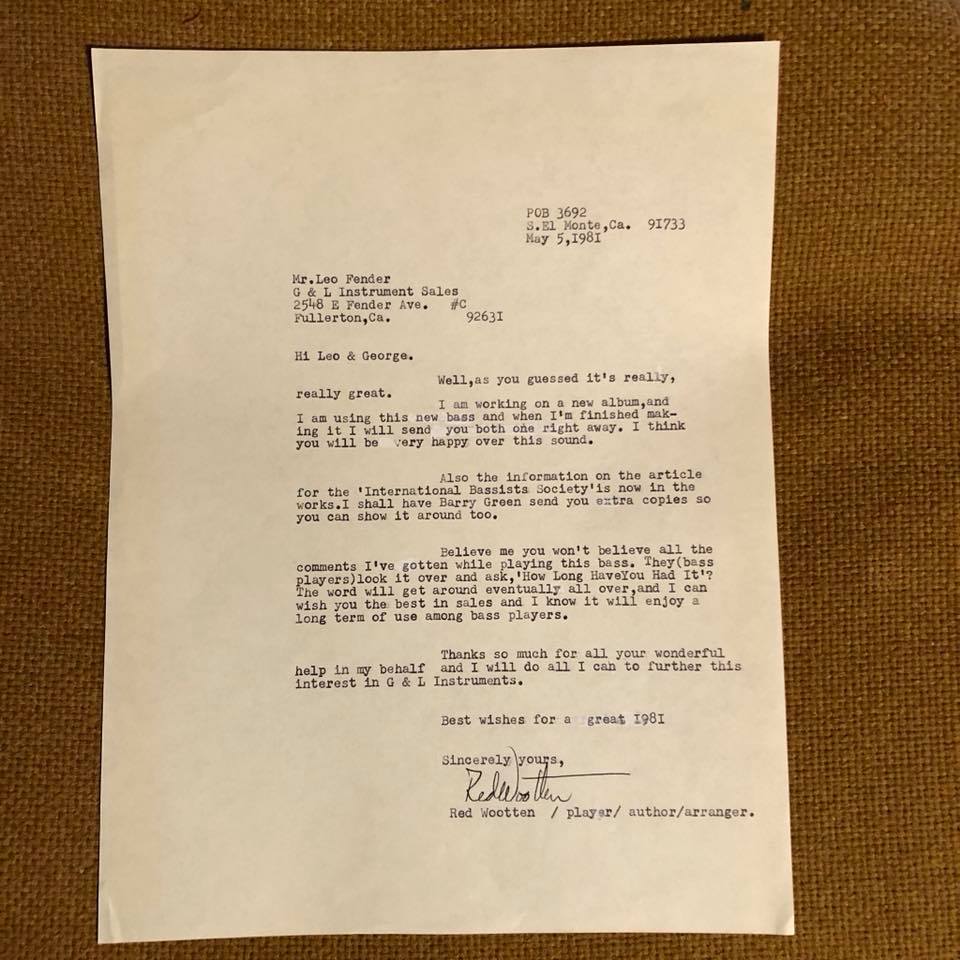 POB 3692
S.El Monte,Ca. 91733
May 5,1981
Mr.Leo Fender
G & L Instrument Sales
2548 E Fender Ave. #C
Fullerton,Ca. 92631
Hi Leo & George.
Well,as you guessed it's really,
really great.
I am working on a new album,and
I am using this new bass and when I'm finished mak-
ing it I will send you both one right away. I think
you will be very happy over this sound.
Also the information on the article
for the 'International Bassists Society'is now in the
works.I shall have Barry Green send you extra copies so
you can show it around too.
Believe me you won't believe all the
comments I've gotten while playing this bass. They(bass
players)look it over and ask,'How Long HaveYou Had It'?
The word will get around eventually all over,and I can
wish you the best in sales and I know it will enjoy a
long term of use among bass players.
Thanks so much for all your wonderful
help in my behalf and I will do all I can to further this
interest in G & L Instruments.
Best wishes for a great 1981
Sincerely yours,
Red Wootten
Red Wootten / player/ author/arranger.